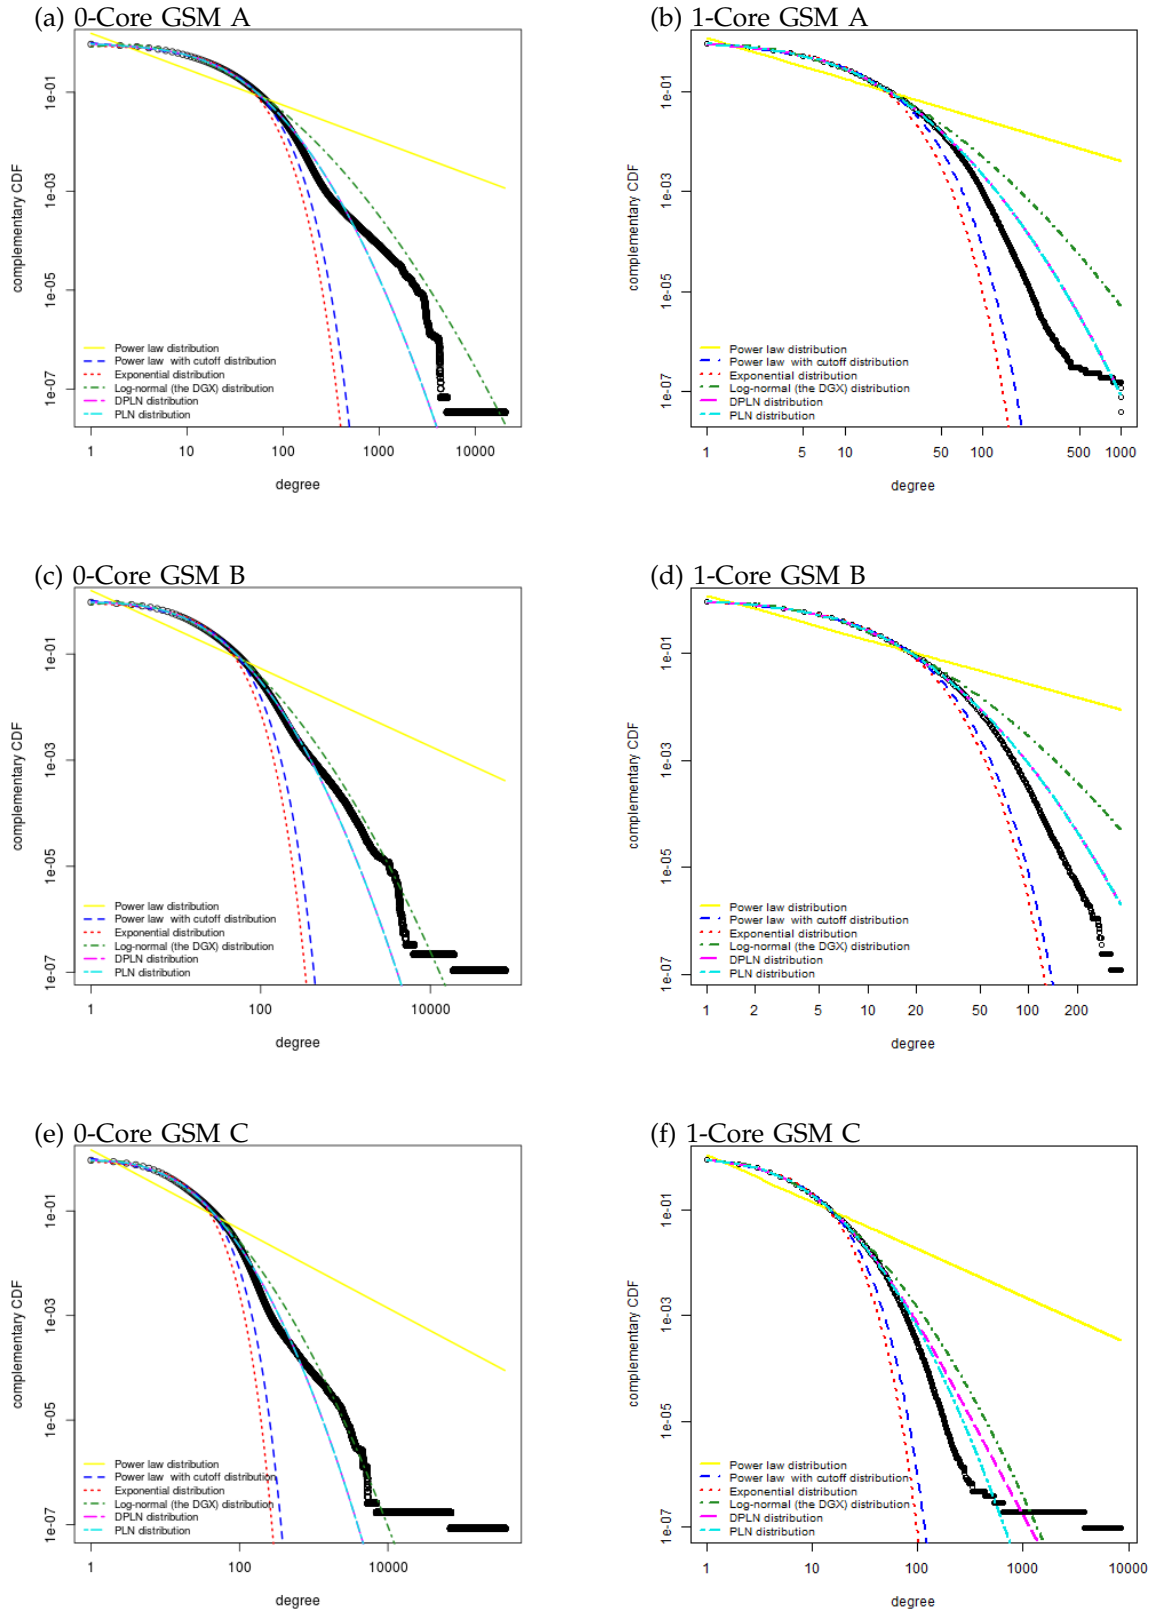 (a) 0-Core GSM A
complementary CDF
1e-01
1e-03
1e-05
1e-07
Power law distribution
Power law  with cutoff distribution
Exponential distribution
Log-normal (the DGX) distribution
DPLN distribution
PLN distribution
1 10 100 1000 10000
degree
(b) 1-Core GSM A
complementary CDF
1e-01
1e-03
1e-05
1e-07
Power law distribution
Power law  with cutoff distribution
Exponential distribution
Log-normal (the DGX) distribution
DPLN distribution
PLN distribution
1 5 10 50 100 500 1000
degree
(c) 0-Core GSM B
complementary CDF
1e-01
1e-03
1e-05
1e-07
Power law distribution
Power law  with cutoff distribution
Exponential distribution
Log-normal (the DGX) distribution
DPLN distribution
PLN distribution
1 100 10000
degree
(d) 1-Core GSM B
complementary CDF
1e-01
1e-03
1e-05
1e-07
Power law distribution
Power law  with cutoff distribution
Exponential distribution
Log-normal (the DGX) distribution
DPLN distribution
PLN distribution
1 2 5 10 20 50 100 200
degree
(e) 0-Core GSM C
complementary CDF
1e-01
1e-03
1e-05
1e-07
Power law distribution
Power law  with cutoff distribution
Exponential distribution
Log-normal (the DGX) distribution
DPLN distribution
PLN distribution
1 100 10000
degree
(f) 1-Core GSM C
complementary CDF
1e-01
1e-03
1e-05
1e-07
Power law distribution
Power law  with cutoff distribution
Exponential distribution
Log-normal (the DGX) distribution
DPLN distribution
PLN distribution
1 10 100 1000 10000
degree